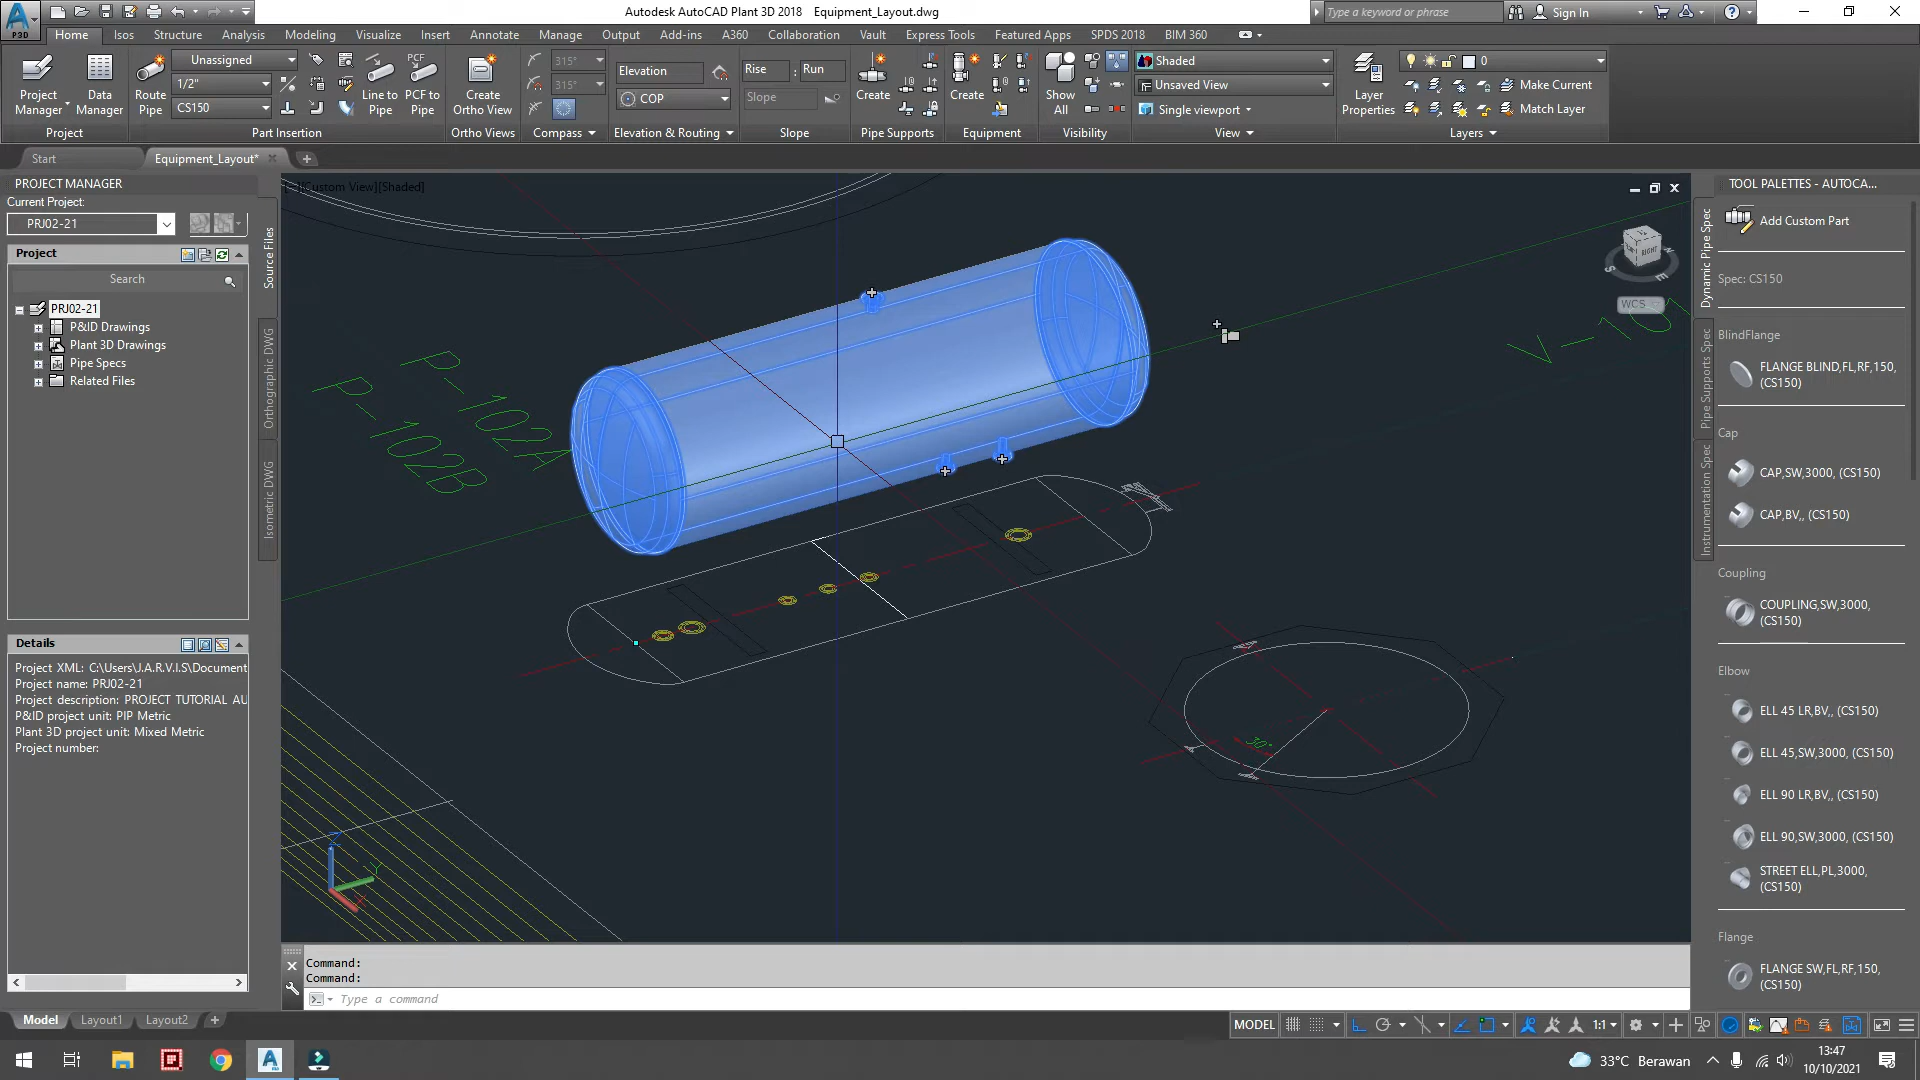 Autodesk AutoCAD Plant 3D 2018   Equipment_Layout.dwg
Type a keyword or phrase
Sign In
P3D
Home
Isos
Structure
Analysis
Modeling
Visualize
Insert
Annotate
Manage
Output
Add-ins
A360
Collaboration
Vault
Express Tools
Featured Apps
SPDS 2018
BIM 360
Project Manager
Data Manager
Route Pipe
Unassigned
1/2"
CS150
Line to Pipe
PCF
PCF to Pipe
Create Ortho View
315°
315°
Elevation
COP
Rise : Run
Slope
Create
Create
Show All
Shaded
Unsaved View
Single viewport
Layer Properties
0
Make Current
Match Layer
Project
Part Insertion
Ortho Views
Compass
Elevation & Routing
Slope
Pipe Supports
Equipment
Visibility
View
Layers
Start
Equipment_Layout*
PROJECT MANAGER
Current Project:
PRJ02-21
Project
Search
PRJ02-21
P&ID Drawings
Plant 3D Drawings
Pipe Specs
Related Files
Source Files
Orthographic DWG
Isometric DWG
Details
Project XML: C:\Users\J.A.R.V.I.S\Document
Project name: PRJ02-21
Project description: PROJECT TUTORIAL AU
P&ID project unit: PIP Metric
Plant 3D project unit: Mixed Metric
Project number:
[Custom View][Shaded]
P-102A
P-102B
V-101
30°
RIGHT
S
E
WCS
Z
Y
X
TOOL PALETTES - AUTOCA...
Dynamic Pipe Spec
Pipe Supports Spec
Instrumentation Spec
Add Custom Part
Spec: CS150
BlindFlange
FLANGE BLIND,FL,RF,150, (CS150)
Cap
CAP,SW,3000, (CS150)
CAP,BV,, (CS150)
Coupling
COUPLING,SW,3000, (CS150)
Elbow
ELL 45 LR,BV,, (CS150)
ELL 45,SW,3000, (CS150)
ELL 90 LR,BV,, (CS150)
ELL 90,SW,3000, (CS150)
STREET ELL,PL,3000, (CS150)
Flange
FLANGE SW,FL,RF,150, (CS150)
Command:
Command:
Type a command
Model
Layout1
Layout2
MODEL
1:1
33°C Berawan
13:47
10/10/2021